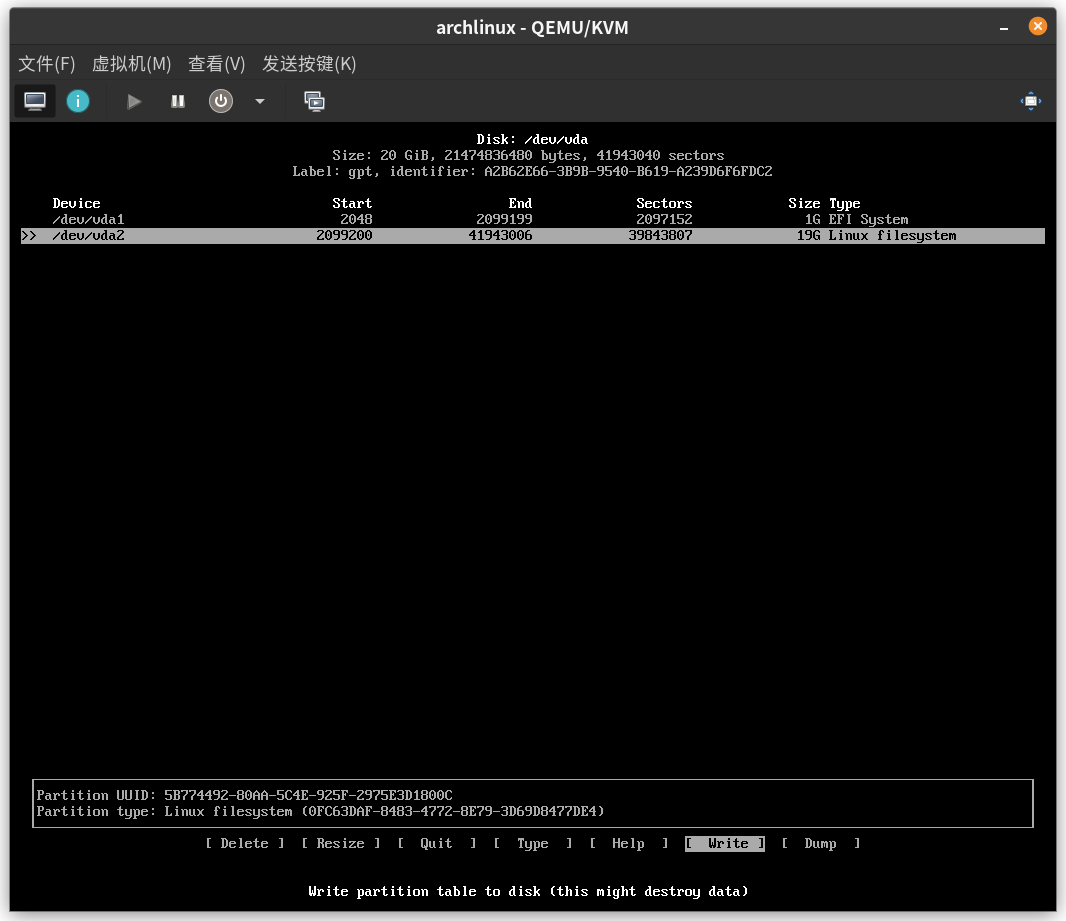 archlinux - QEMU/KVM
文件(F) 虚拟机(M) 查看(V) 发送按键(K)
Disk: /dev/vda
Size: 20 GiB, 21474836480 bytes, 41943040 sectors
Label: gpt, identifier: A2B62E66-3B9B-9540-B619-A239D6F6FDC2
Device Start End Sectors Size Type
/dev/vda1 2048 2099199 2097152 1G EFI System
>> /dev/vda2 2099200 41943006 39843807 19G Linux filesystem
Partition UUID: 5B774492-80AA-5C4E-925F-2975E3D1800C
Partition type: Linux filesystem (0FC63DAF-8483-4772-8E79-3D69D8477DE4)
[ Delete ] [ Resize ] [ Quit ] [ Type ] [ Help ] [ Write ] [ Dump ]
Write partition table to disk (this might destroy data)